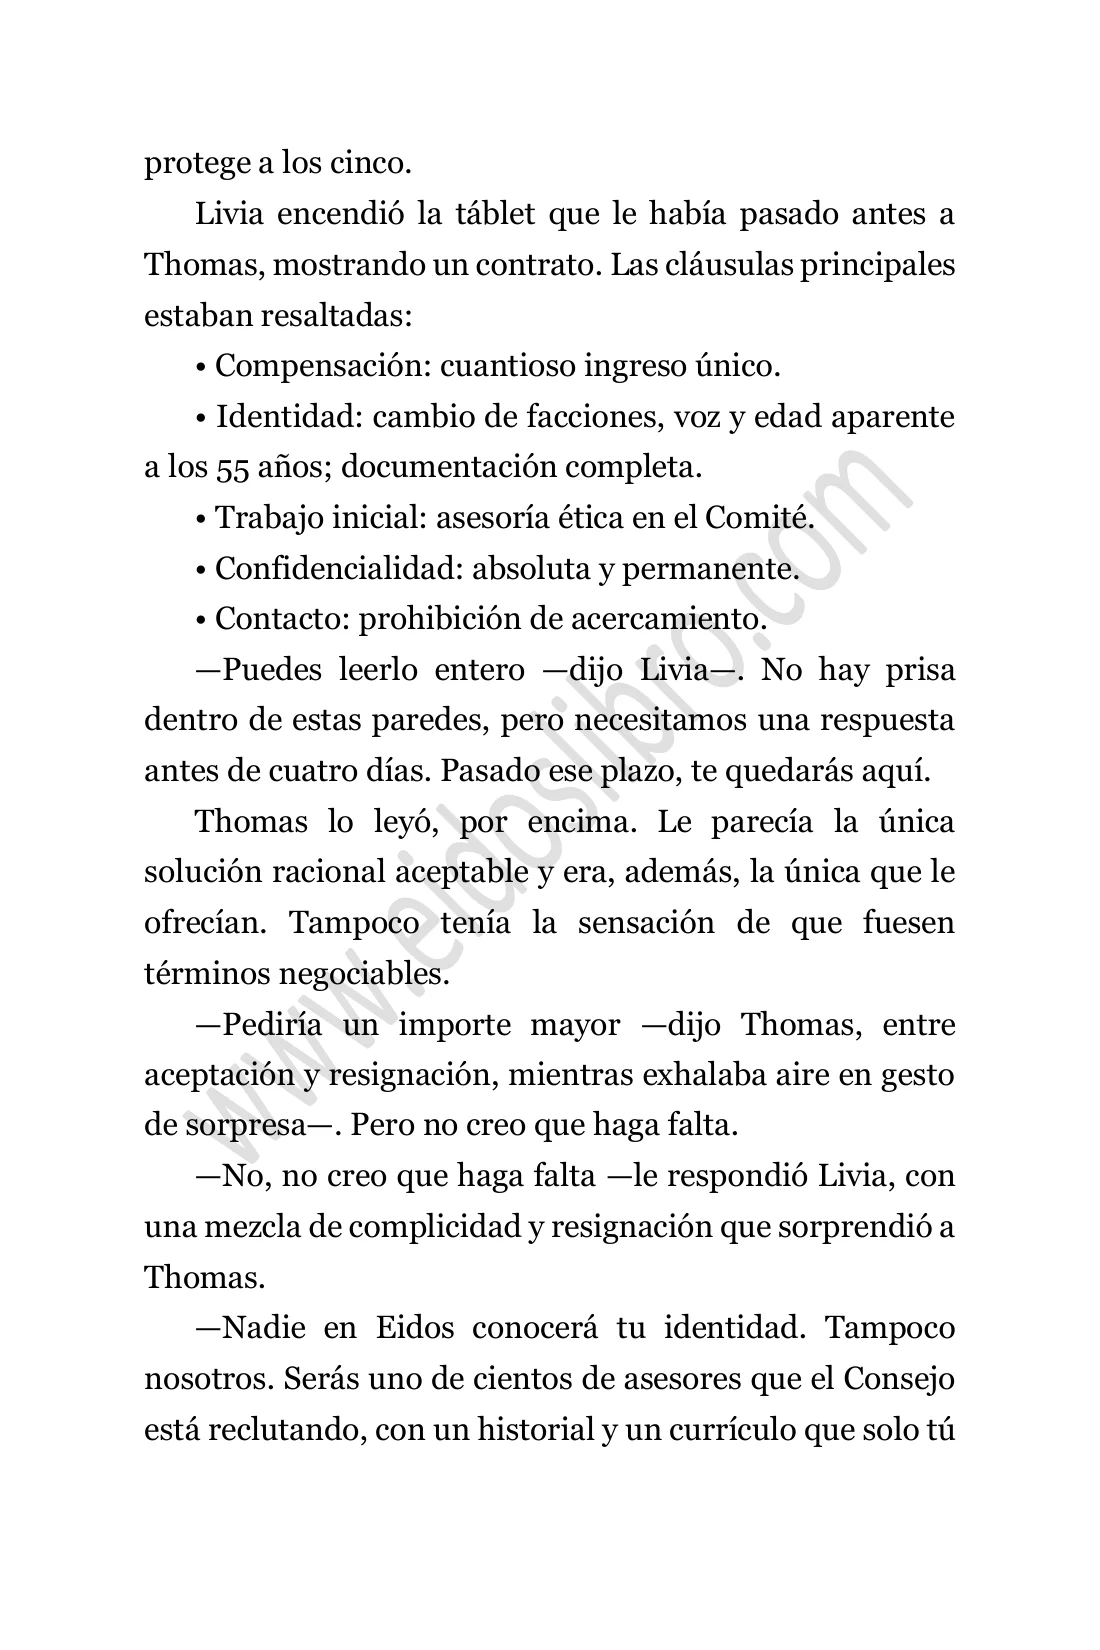 protege a los cinco.
Livia encendió la táblet que le había pasado antes a
Thomas, mostrando un contrato. Las cláusulas principales
estaban resaltadas:
• Compensación: cuantioso ingreso único.
• Identidad: cambio de facciones, voz y edad aparente
a los 55 años; documentación completa.
• Trabajo inicial: asesoría ética en el Comité.
• Confidencialidad: absoluta y permanente.
• Contacto: prohibición de acercamiento.
—Puedes leerlo entero —dijo Livia—. No hay prisa
dentro de estas paredes, pero necesitamos una respuesta
antes de cuatro días. Pasado ese plazo, te quedarás aquí.
Thomas lo leyó, por encima. Le parecía la única
solución racional aceptable y era, además, la única que le
ofrecían. Tampoco tenía la sensación de que fuesen
términos negociables.
—Pediría un importe mayor —dijo Thomas, entre
aceptación y resignación, mientras exhalaba aire en gesto
de sorpresa—. Pero no creo que haga falta.
—No, no creo que haga falta —le respondió Livia, con
una mezcla de complicidad y resignación que sorprendió a
Thomas.
—Nadie en Eidos conocerá tu identidad. Tampoco
nosotros. Serás uno de cientos de asesores que el Consejo
está reclutando, con un historial y un currículo que solo tú
www.eidoslibro.com